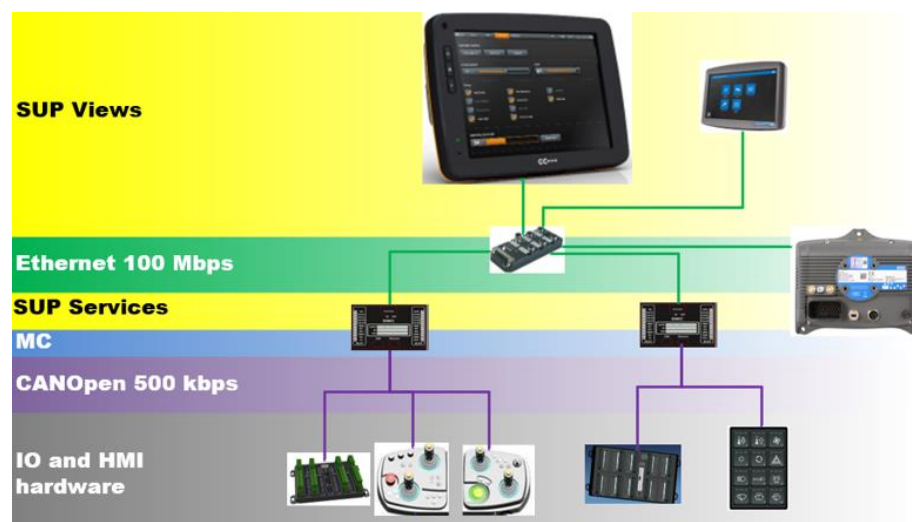 SUP Views
Ethernet 100 Mbps
SUP Services
MC
CANOpen 500 kbps
IO and HMI
hardware